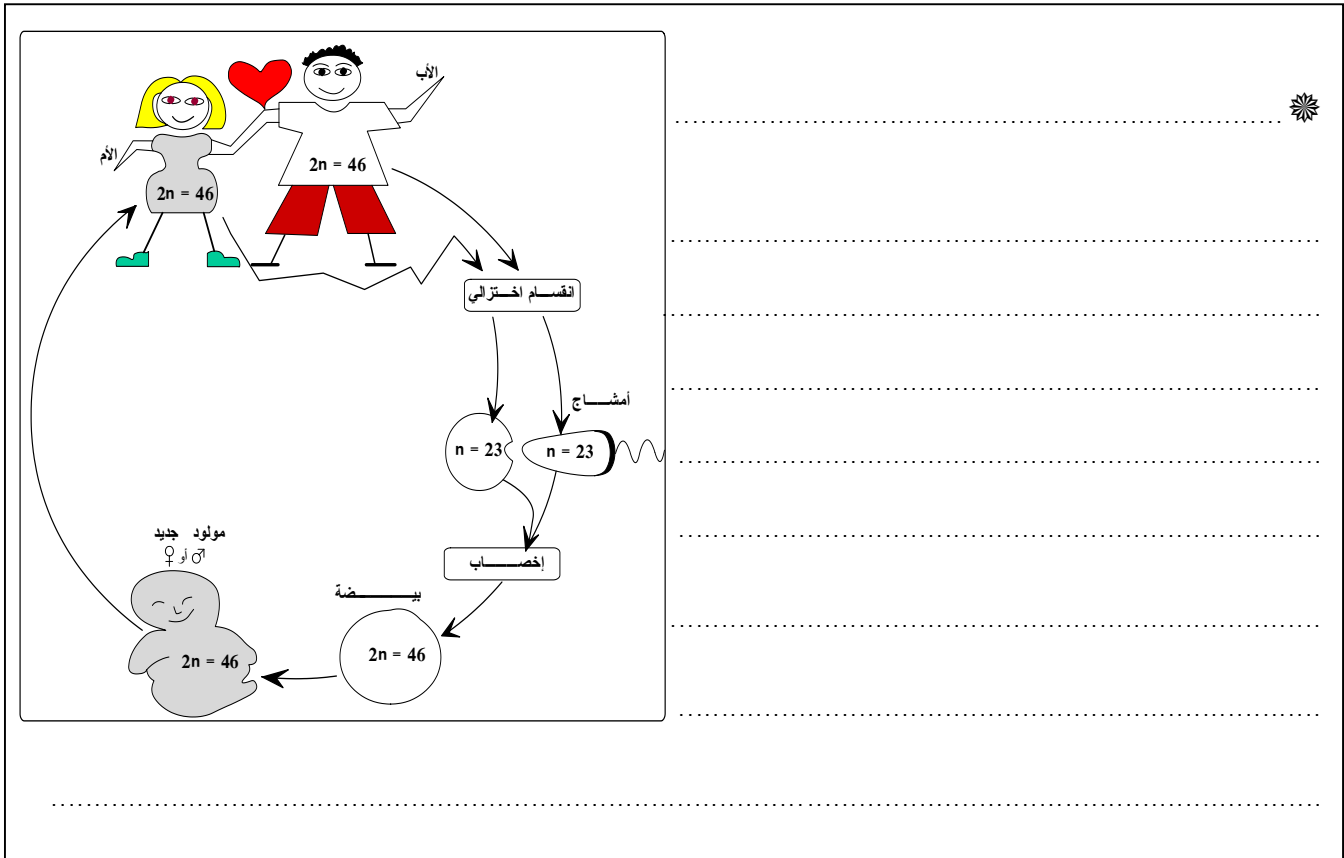 الأب
الأم
2n = 46
2n = 46
انقسام اختزالي
أمشاج
n = 23
n = 23
إخصاب
مولود جديد
♂ أو ♀
بيضة
2n = 46
2n = 46